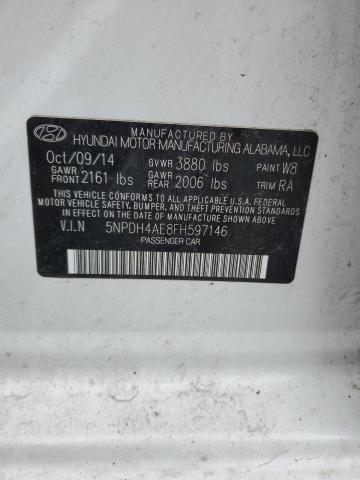 MANUFACTURED BY
HYUNDAI MOTOR MANUFACTURING ALABAMA, LLC
Oct/09/14 GVWR 3880 lbs PAINT W8
GAWR FRONT 2161 lbs GAWR REAR 2006 lbs TRIM RA
THIS VEHICLE CONFORMS TO ALL APPLICABLE U.S.A. FEDERAL
MOTOR VEHICLE SAFETY, BUMPER, AND THEFT PREVENTION STANDARDS
IN EFFECT ON THE DATE OF MANUFACTURE SHOWN ABOVE.
V.I.N 5NPDH4AE8FH597146
PASSENGER CAR